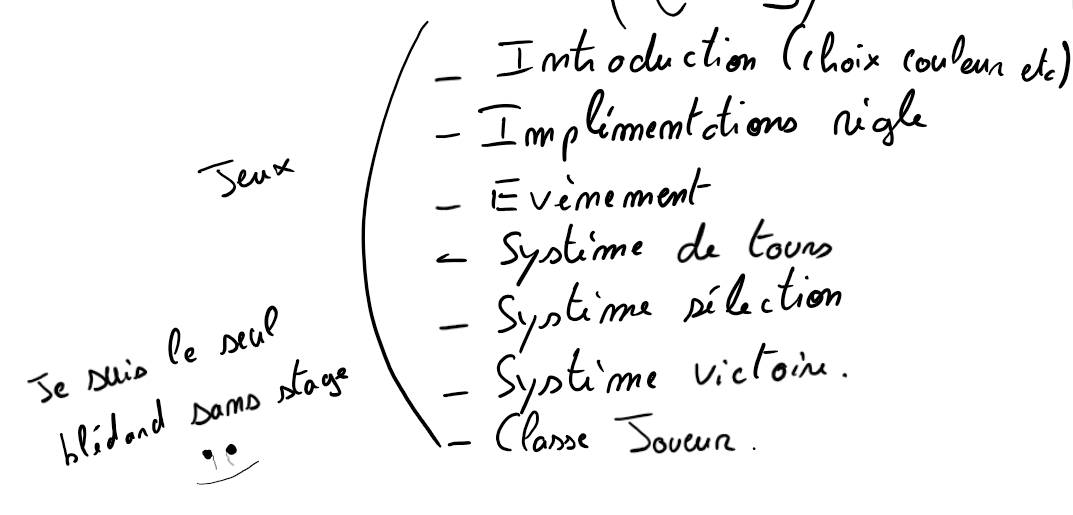 - Introduction (choix couleur etc)
- Implémentations règle
Jeux
- Evènement
- Système de tours
- Système sélection
- Système victoire.
- Classe Joueur.
Je suis le seul
blédard sans stage